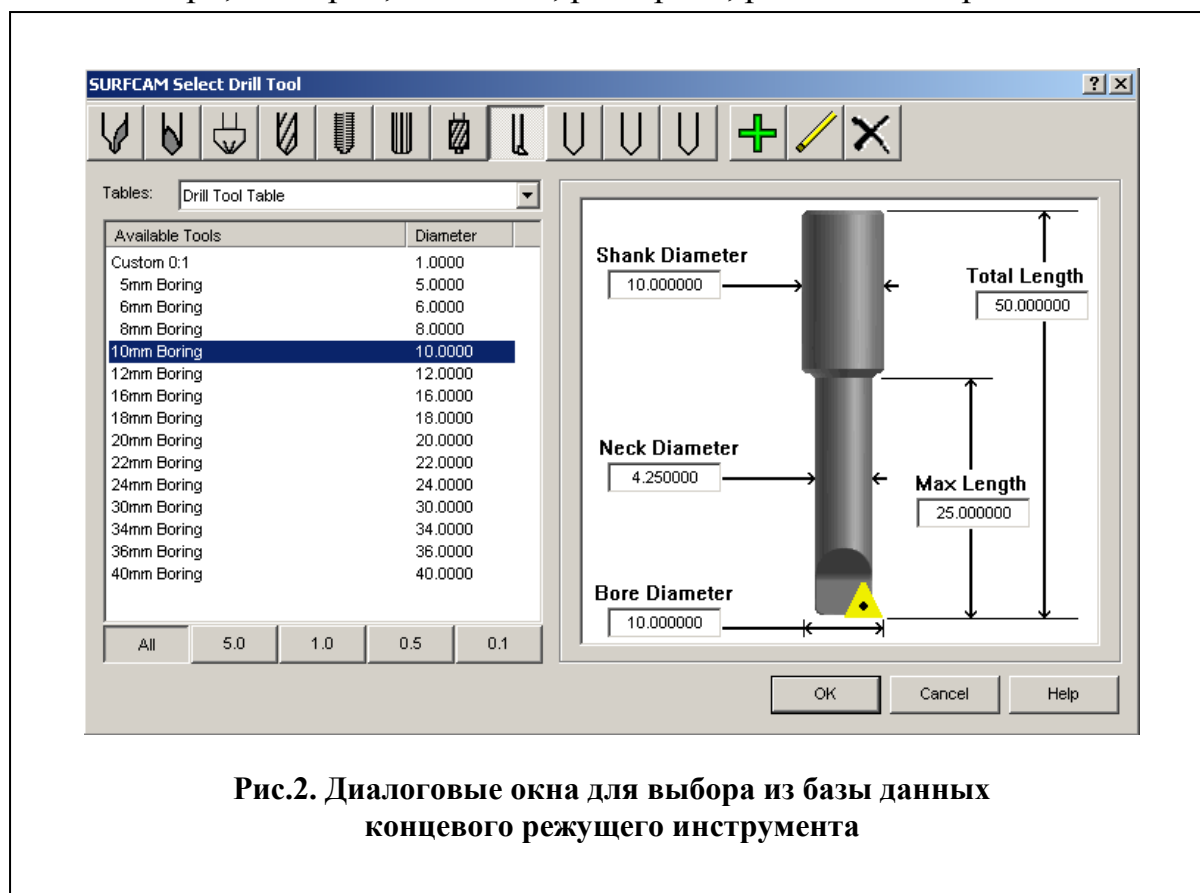 SURFCAM Select Drill Tool
Tables: Drill Tool Table
Available Tools Diameter
Custom 0:1 1.0000
5mm Boring 5.0000
6mm Boring 6.0000
8mm Boring 8.0000
10mm Boring 10.0000
12mm Boring 12.0000
16mm Boring 16.0000
18mm Boring 18.0000
20mm Boring 20.0000
22mm Boring 22.0000
24mm Boring 24.0000
30mm Boring 30.0000
34mm Boring 34.0000
36mm Boring 36.0000
40mm Boring 40.0000
All 5.0 1.0 0.5 0.1
Shank Diameter
10.000000
Total Length
50.000000
Neck Diameter
4.250000
Max Length
25.000000
Bore Diameter
10.000000
OK Cancel Help
Рис.2. Диалоговые окна для выбора из базы данных
концевого режущего инструмента